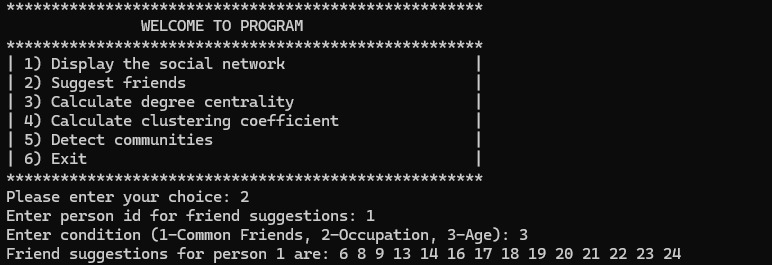 *****************************************************
WELCOME TO PROGRAM
*****************************************************
| 1) Display the social network |
| 2) Suggest friends |
| 3) Calculate degree centrality |
| 4) Calculate clustering coefficient |
| 5) Detect communities |
| 6) Exit |
*****************************************************
Please enter your choice: 2
Enter person id for friend suggestions: 1
Enter condition (1-Common Friends, 2-Occupation, 3-Age): 3
Friend suggestions for person 1 are: 6 8 9 13 14 16 17 18 19 20 21 22 23 24